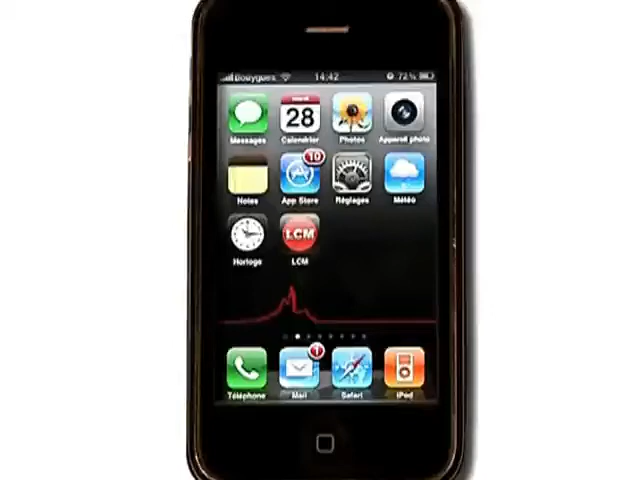 Bouygues 14:42 72 %
28
Messages Calendrier Photos Appareil photo
10
Notes App Store Réglages Météo
LCM
Horloge LCM
1
Téléphone Mail Safari iPod